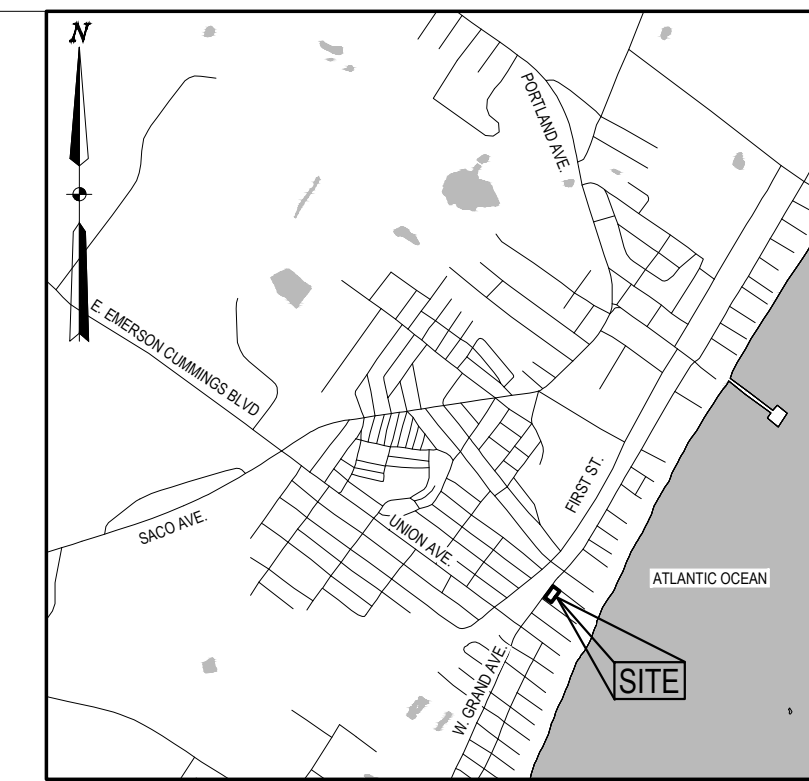 N
PORTLAND AVE.
E. EMERSON CUMMINGS BLVD
FIRST ST.
SACO AVE.
UNION AVE.
ATLANTIC OCEAN
W. GRAND AVE.
SITE